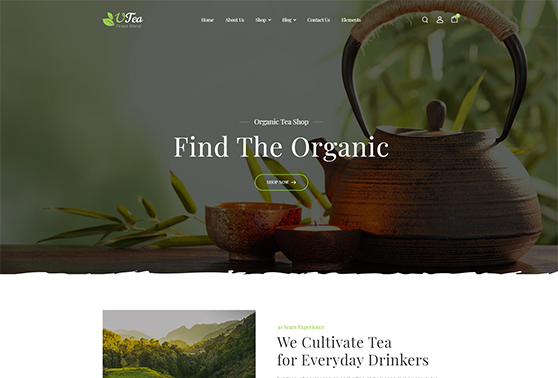 UTea
Home About Us Shop Blog Contact Us Elements
Organic Tea Shop
Find The Organic
SHOP NOW
30 Years Experience
We Cultivate Tea
for Everyday Drinkers